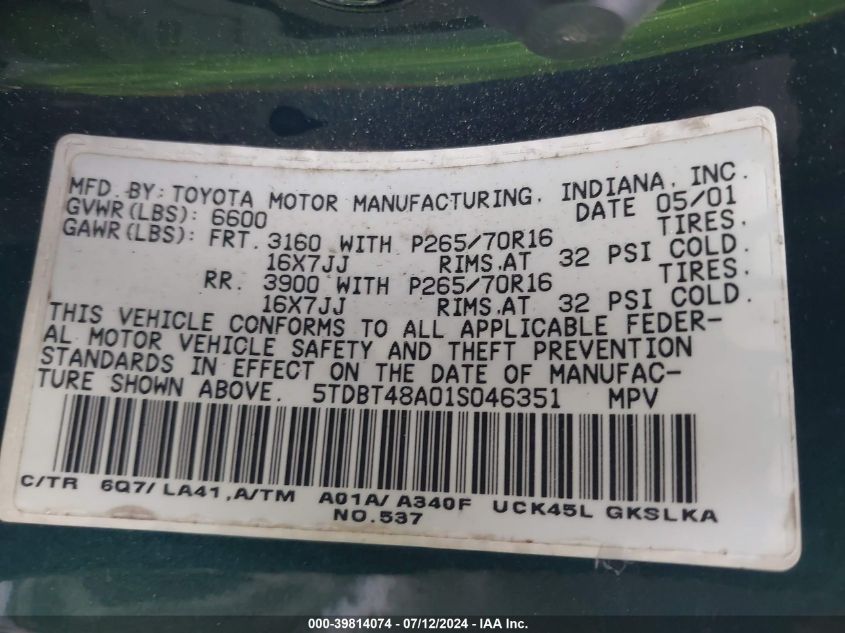 MFD. BY: TOYOTA MOTOR MANUFACTURING, INDIANA, INC.
GVWR(LBS): 6600 DATE 05/01
GAWR(LBS): FRT. 3160 WITH P265/70R16 TIRES,
16X7JJ RIMS,AT 32 PSI COLD.
RR. 3900 WITH P265/70R16 TIRES,
16X7JJ RIMS,AT 32 PSI COLD.
THIS VEHICLE CONFORMS TO ALL APPLICABLE FEDER-
AL MOTOR VEHICLE SAFETY AND THEFT PREVENTION
STANDARDS IN EFFECT ON THE DATE OF MANUFAC-
TURE SHOWN ABOVE. 5TDBT48A01S046351 MPV
C/TR 6Q7/LA41,A/TM A01A/A340F UCK45L GKSLKA
NO.537
000-39814074 - 07/12/2024 - IAA Inc.